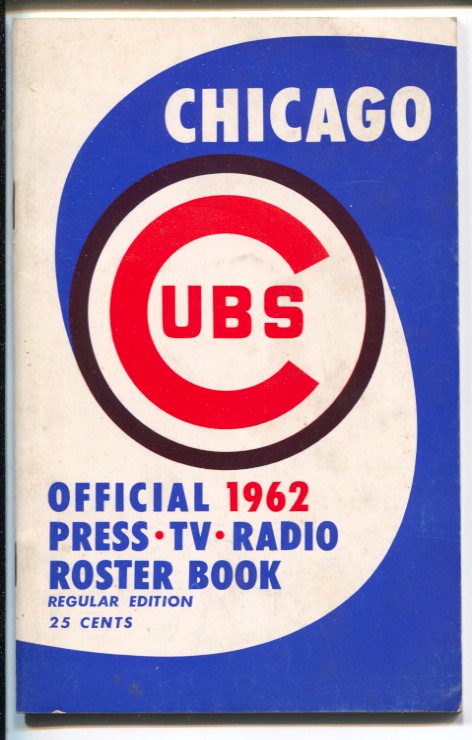 CHICAGO
CUBS
OFFICIAL 1962
PRESS • TV • RADIO
ROSTER BOOK
REGULAR EDITION
25 CENTS